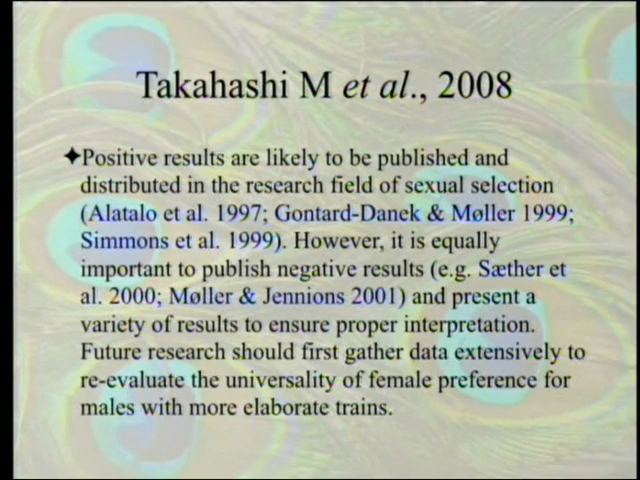 Takahashi M et al., 2008
✦Positive results are likely to be published and
distributed in the research field of sexual selection
(Alatalo et al. 1997; Gontard-Danek & Møller 1999;
Simmons et al. 1999). However, it is equally
important to publish negative results (e.g. Sæther et
al. 2000; Møller & Jennions 2001) and present a
variety of results to ensure proper interpretation.
Future research should first gather data extensively to
re-evaluate the universality of female preference for
males with more elaborate trains.